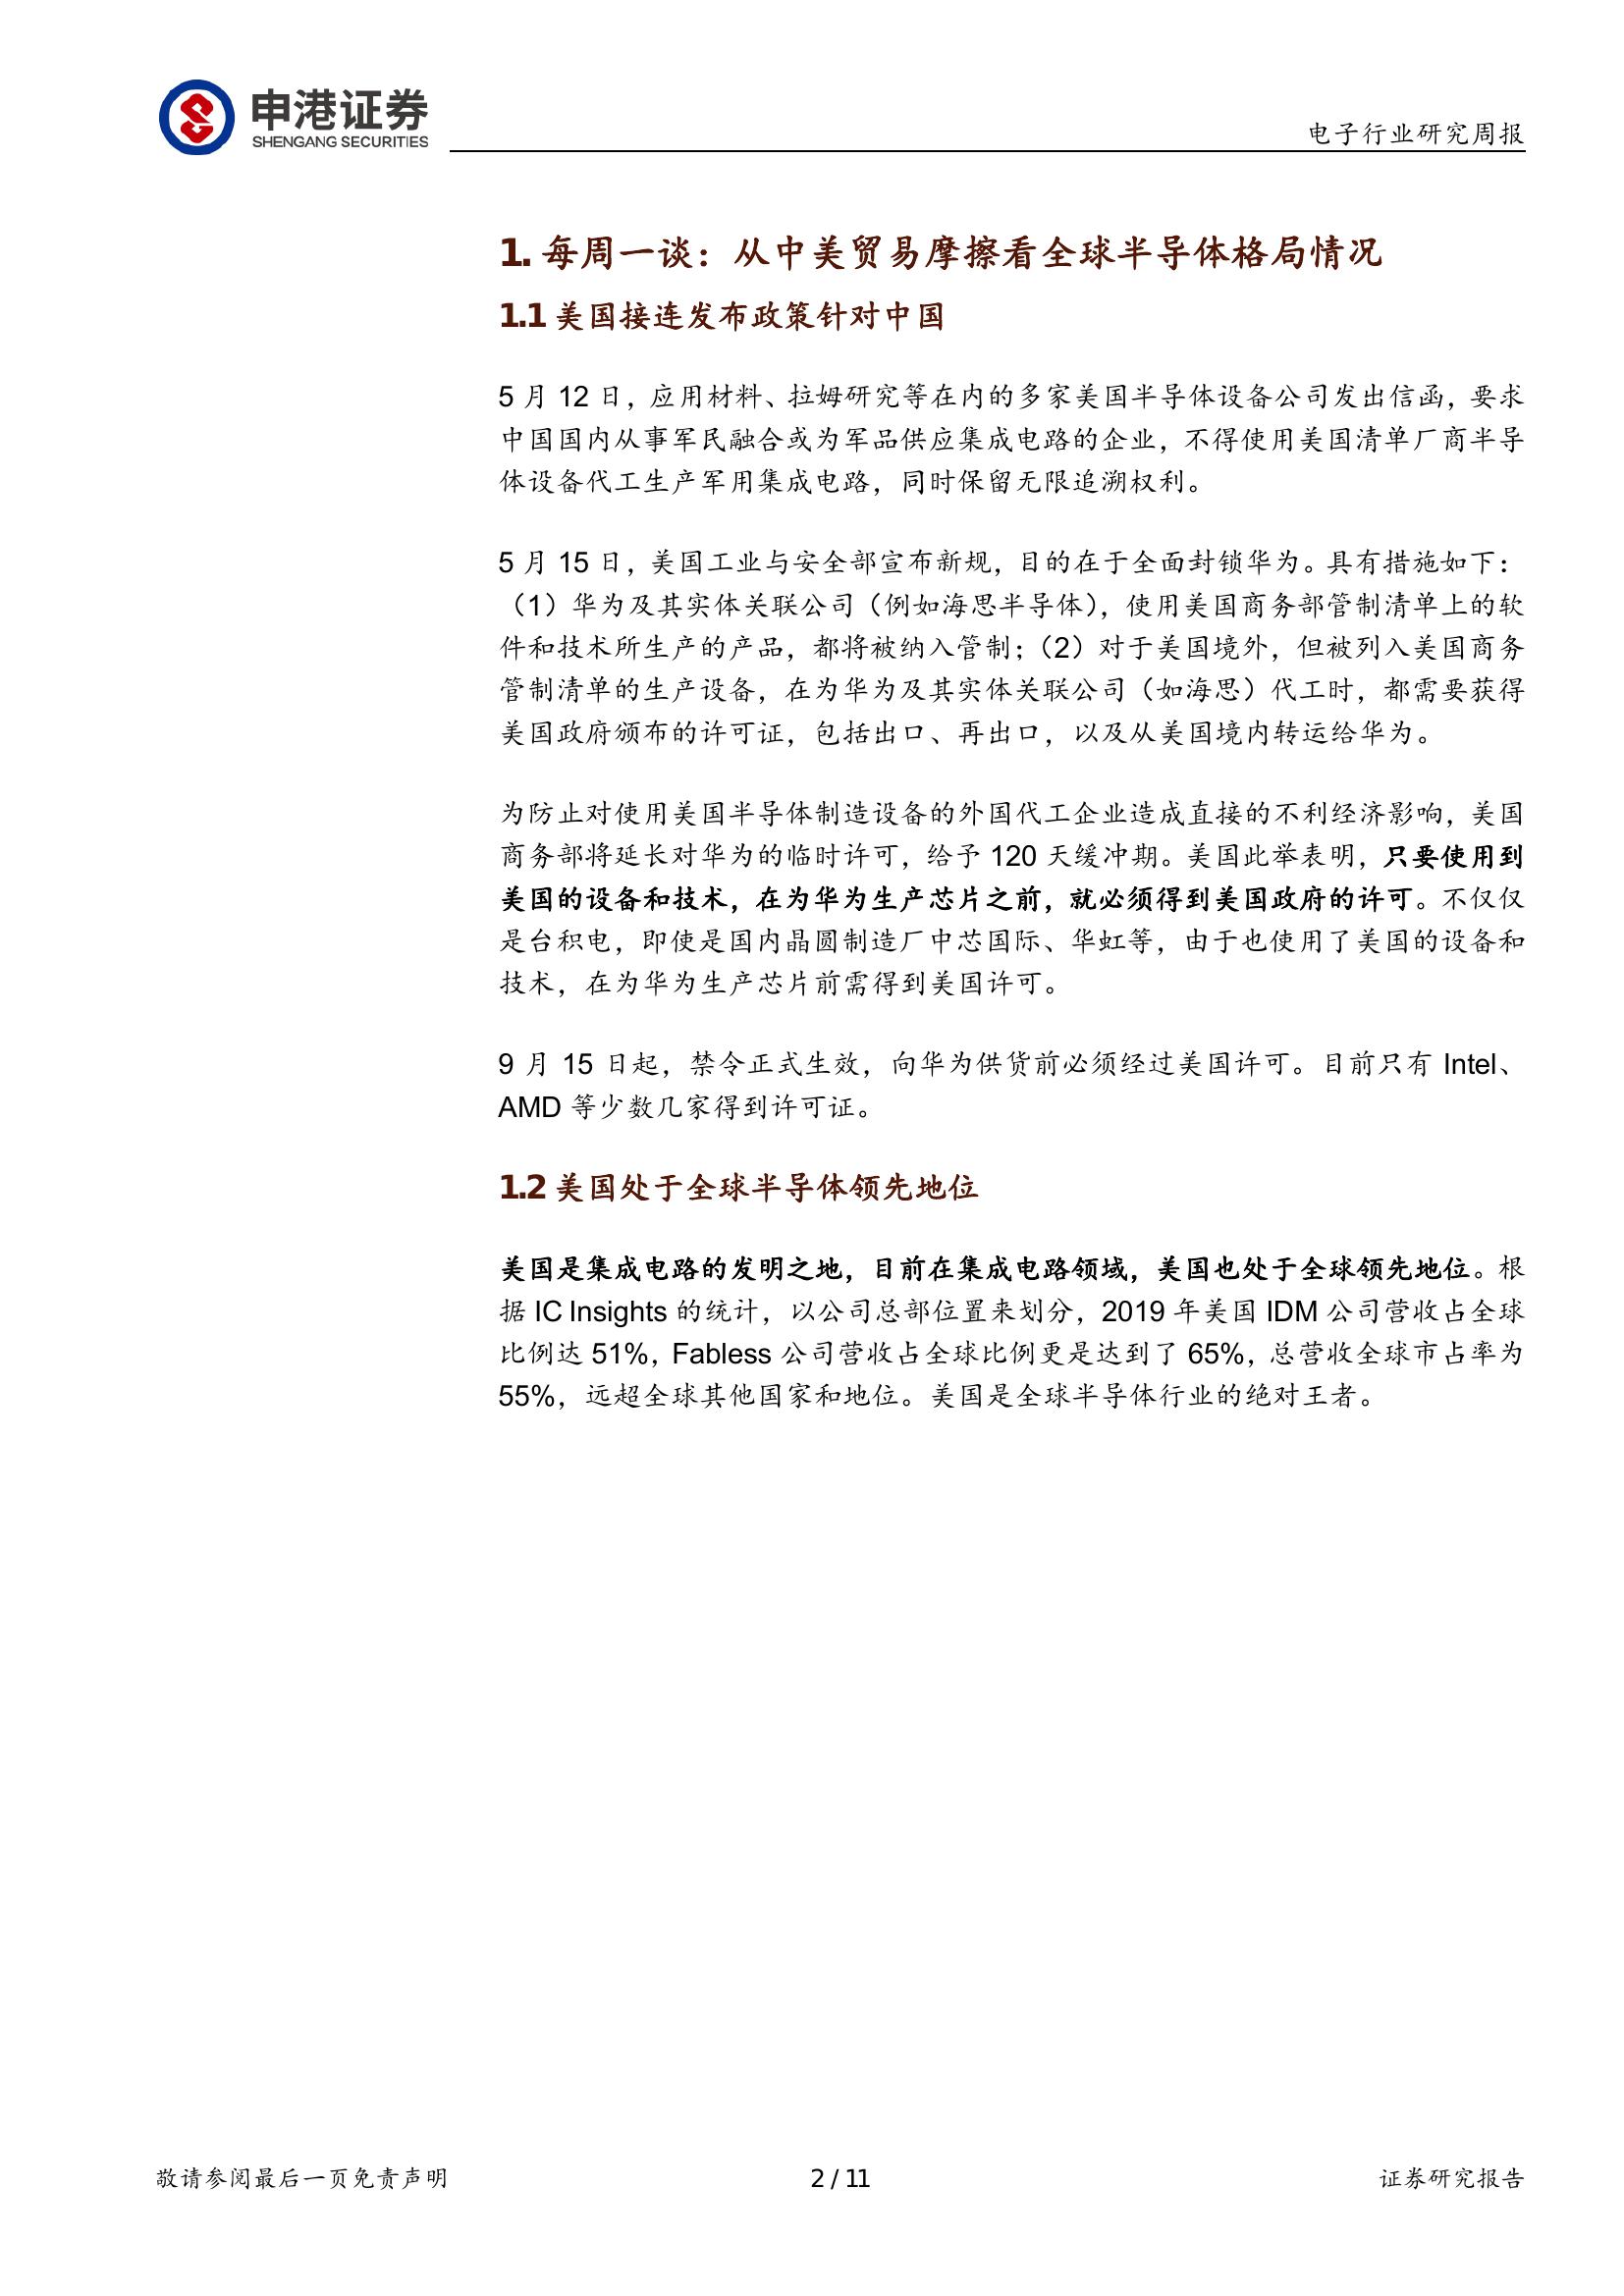 申港证券
SHENGANG SECURITIES
电子行业研究周报
1. 每周一谈：从中美贸易摩擦看全球半导体格局情况
1.1 美国接连发布政策针对中国
5 月 12 日，应用材料、拉姆研究等在内的多家美国半导体设备公司发出信函，要求
中国国内从事军民融合或为军品供应集成电路的企业，不得使用美国清单厂商半导
体设备代工生产军用集成电路，同时保留无限追溯权利。
5 月 15 日，美国工业与安全部宣布新规，目的在于全面封锁华为。具有措施如下：
（1）华为及其实体关联公司（例如海思半导体），使用美国商务部管制清单上的软
件和技术所生产的产品，都将被纳入管制；（2）对于美国境外，但被列入美国商务
管制清单的生产设备，在为华为及其实体关联公司（如海思）代工时，都需要获得
美国政府颁布的许可证，包括出口、再出口，以及从美国境内转运给华为。
为防止对使用美国半导体制造设备的外国代工企业造成直接的不利经济影响，美国
商务部将延长对华为的临时许可，给予 120 天缓冲期。美国此举表明，只要使用到
美国的设备和技术，在为华为生产芯片之前，就必须得到美国政府的许可。不仅仅
是台积电，即使是国内晶圆制造厂中芯国际、华虹等，由于也使用了美国的设备和
技术，在为华为生产芯片前需得到美国许可。
9 月 15 日起，禁令正式生效，向华为供货前必须经过美国许可。目前只有 Intel、
AMD 等少数几家得到许可证。
1.2 美国处于全球半导体领先地位
美国是集成电路的发明之地，目前在集成电路领域，美国也处于全球领先地位。根
据 IC Insights 的统计，以公司总部位置来划分，2019 年美国 IDM 公司营收占全球
比例达 51%，Fabless 公司营收占全球比例更是达到了 65%，总营收全球市占率为
55%，远超全球其他国家和地位。美国是全球半导体行业的绝对王者。
敬请参阅最后一页免责声明
2 / 11
证券研究报告